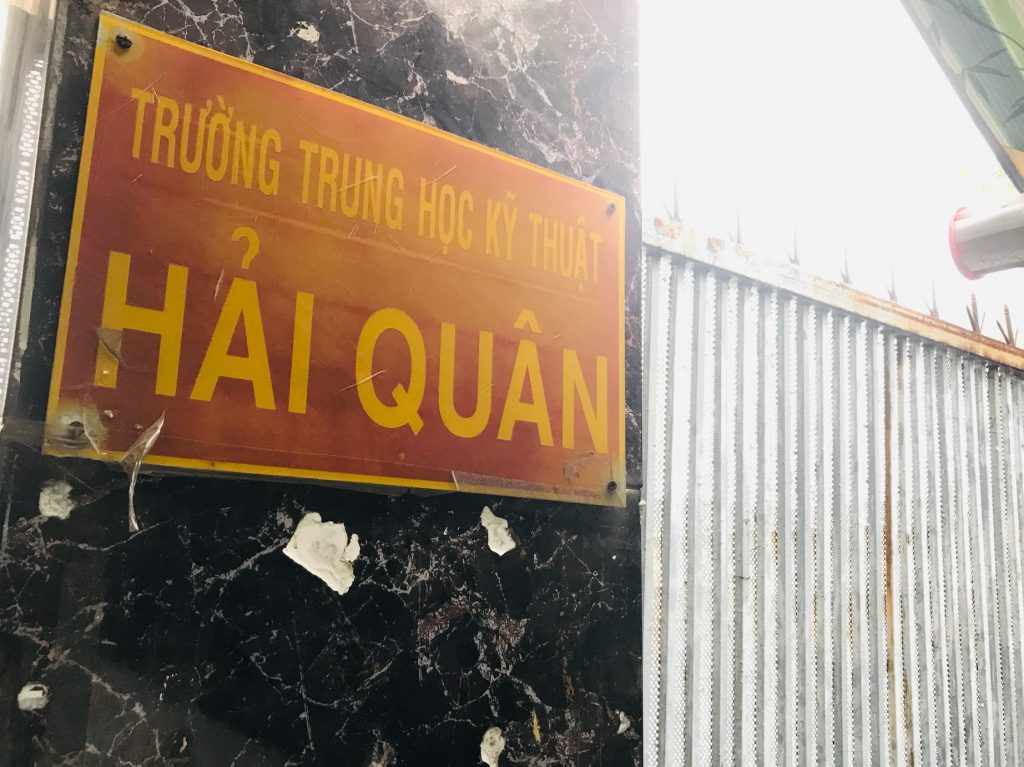 TRƯỜNG TRUNG HỌC KỸ THUẬT
HẢI QUÂN